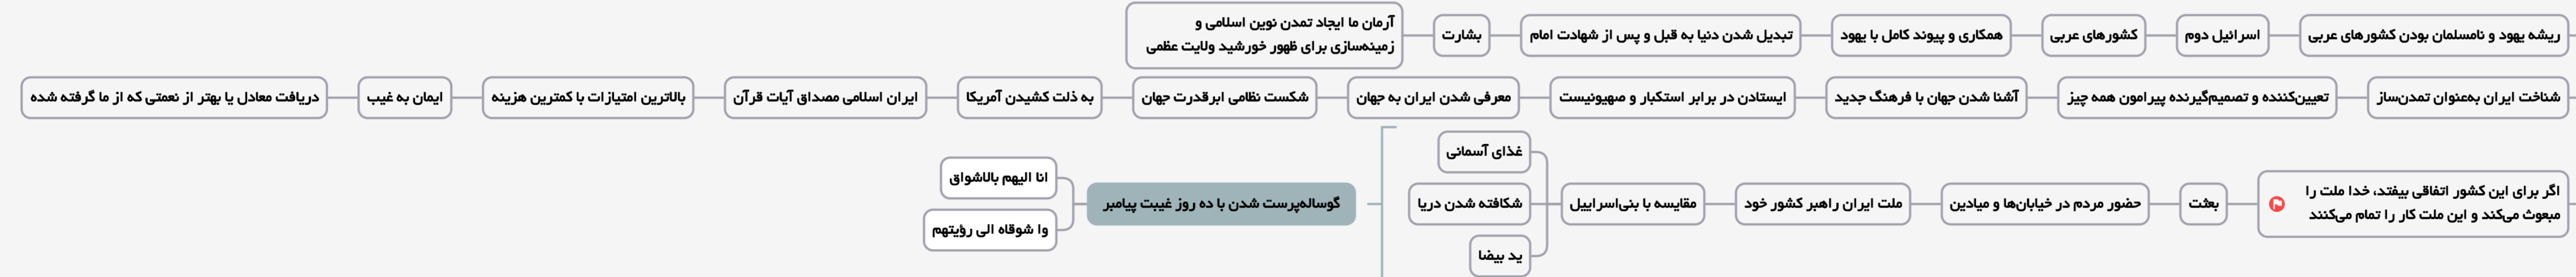 ریشه یهود و نامسلمان بودن کشورهای عربی
اسرائیل دوم
کشورهای عربی
همکاری و پیوند کامل با یهود
تبدیل شدن دنیا به قبل و پس از شهادت امام
بشارت
آرمان ما ایجاد تمدن نوین اسلامی و
زمینه‌سازی برای ظهور خورشید ولایت عظمی
شناخت ایران به‌عنوان تمدن‌ساز
تعیین‌کننده و تصمیم‌گیرنده پیرامون همه چیز
آشنا شدن جهان با فرهنگ جدید
ایستادن در برابر استکبار و صهیونیست
معرفی شدن ایران به جهان
شکست نظامی ابرقدرت جهان
به ذلت کشیدن آمریکا
ایران اسلامی مصداق آیات قرآن
بالاترین امتیازات با کمترین هزینه
ایمان به غیب
دریافت معادل یا بهتر از نعمتی که از ما گرفته شده
اگر برای این کشور اتفاقی بیفتد، خدا ملت را
مبعوث می‌کند و این ملت کار را تمام می‌کنند
بعثت
حضور مردم در خیابان‌ها و میادین
ملت ایران راهبر کشور خود
مقایسه با بنی‌اسراییل
غذای آسمانی
شکافته شدن دریا
ید بیضا
گوساله‌پرست شدن با ده روز غیبت پیامبر
انا الیهم بالاشواق
وا شوقاه الی رؤیتهم